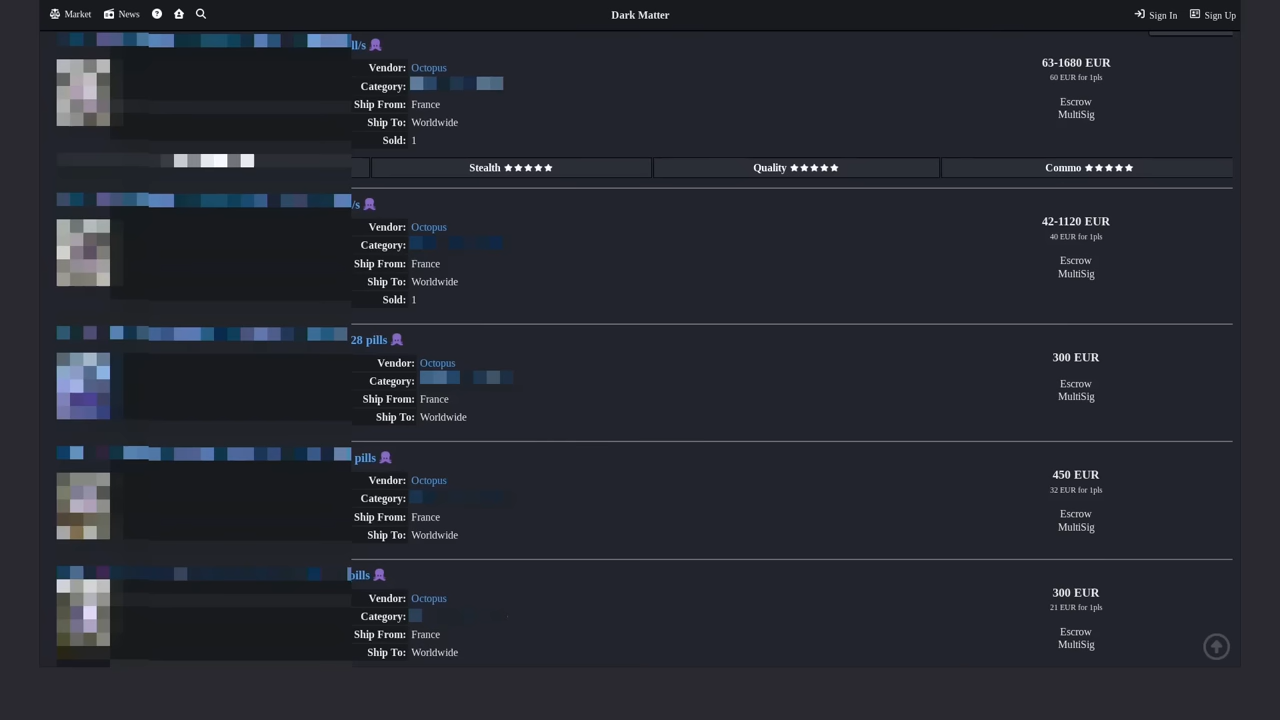 Market News Dark Matter Sign In Sign Up
ll/s
Vendor: Octopus
Category:
Ship From: France
Ship To: Worldwide
Sold: 1
63-1680 EUR
60 EUR for 1pls
Escrow
MultiSig
Stealth ★★★★★ Quality ★★★★★ Commo ★★★★★
/s
Vendor: Octopus
Category:
Ship From: France
Ship To: Worldwide
Sold: 1
42-1120 EUR
40 EUR for 1pls
Escrow
MultiSig
28 pills
Vendor: Octopus
Category:
Ship From: France
Ship To: Worldwide
300 EUR
Escrow
MultiSig
pills
Vendor: Octopus
Category:
Ship From: France
Ship To: Worldwide
450 EUR
32 EUR for 1pls
Escrow
MultiSig
pills
Vendor: Octopus
Category:
Ship From: France
Ship To: Worldwide
300 EUR
21 EUR for 1pls
Escrow
MultiSig